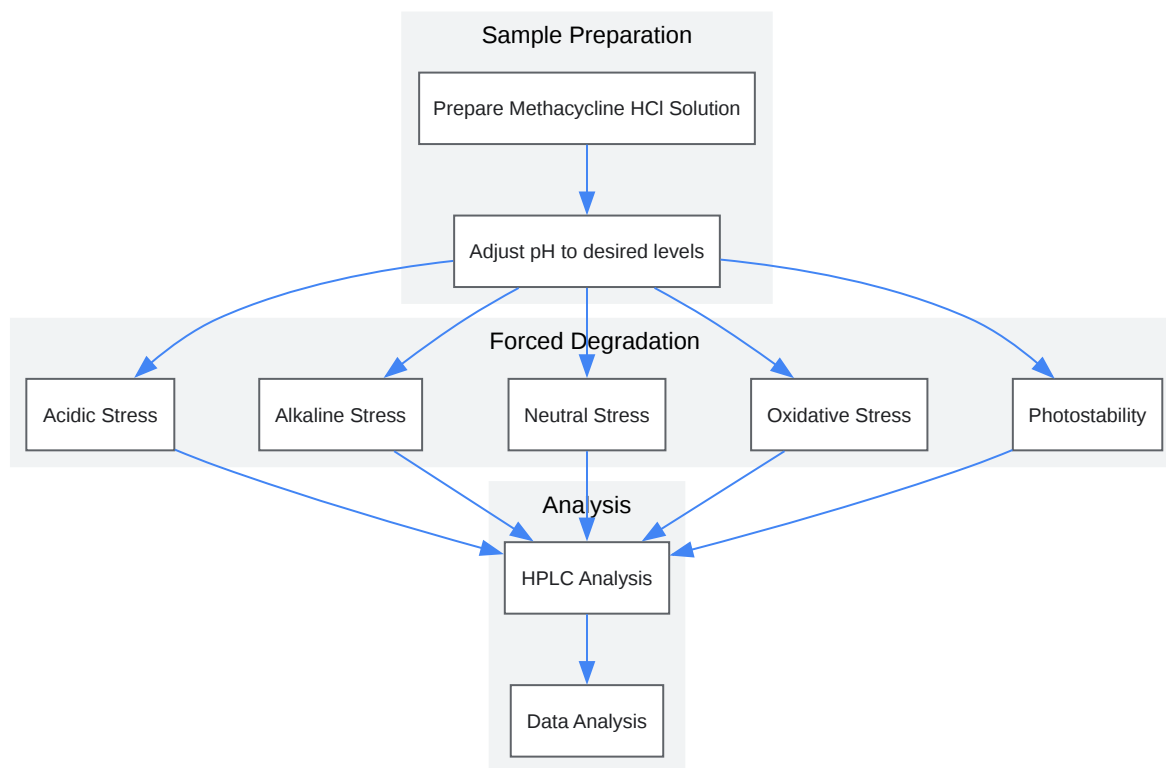 Sample Preparation
Prepare Methacycline HCl Solution
Adjust pH to desired levels
Forced Degradation
Acidic Stress
Alkaline Stress
Neutral Stress
Oxidative Stress
Photostability
Analysis
HPLC Analysis
Data Analysis